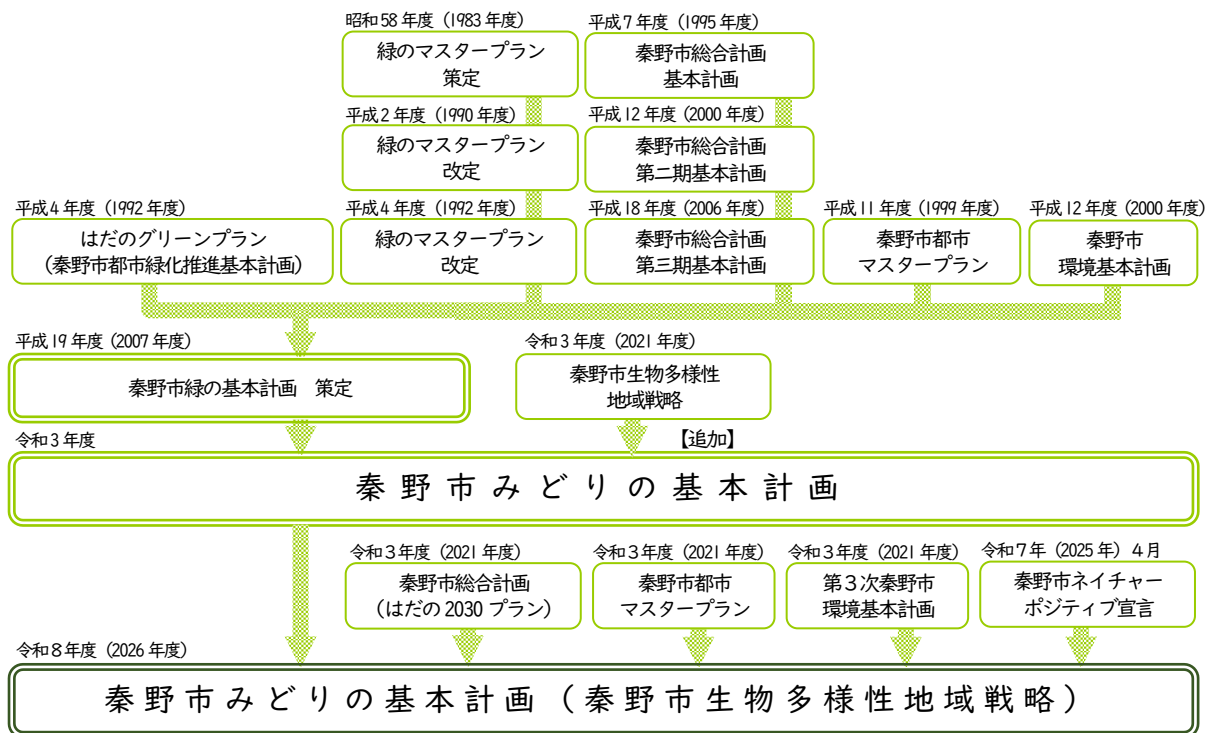 昭和58年度（1983年度）
緑のマスタープラン
策定
平成7年度（1995年度）
秦野市総合計画
基本計画
平成2年度（1990年度）
緑のマスタープラン
改定
平成12年度（2000年度）
秦野市総合計画
第二期基本計画
平成4年度（1992年度）
はだのグリーンプラン
（秦野市都市緑化推進基本計画）
平成4年度（1992年度）
緑のマスタープラン
改定
平成18年度（2006年度）
秦野市総合計画
第三期基本計画
平成11年度（1999年度）
秦野市都市
マスタープラン
平成12年度（2000年度）
秦野市
環境基本計画
平成19年度（2007年度）
秦野市緑の基本計画　策定
令和3年度（2021年度）
秦野市生物多様性
地域戦略
【追加】
令和3年度
秦野市みどりの基本計画
令和3年度（2021年度）
秦野市総合計画
（はだの2030プラン）
令和3年度（2021年度）
秦野市都市
マスタープラン
令和3年度（2021年度）
第3次秦野市
環境基本計画
令和7年（2025年）4月
秦野市ネイチャー
ポジティブ宣言
令和8年度（2026年度）
秦野市みどりの基本計画（秦野市生物多様性地域戦略）